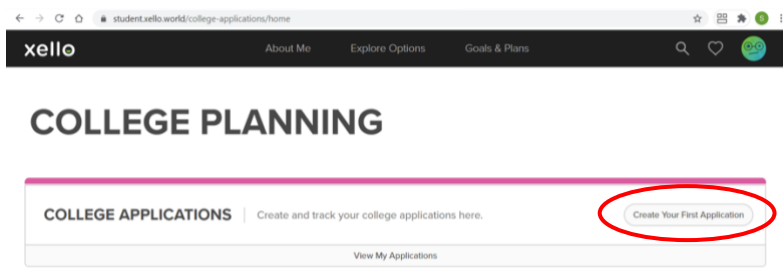 student.xello.world/college-applications/home
S
xello About Me Explore Options Goals & Plans
COLLEGE PLANNING
COLLEGE APPLICATIONS Create and track your college applications here. Create Your First Application
View My Applications